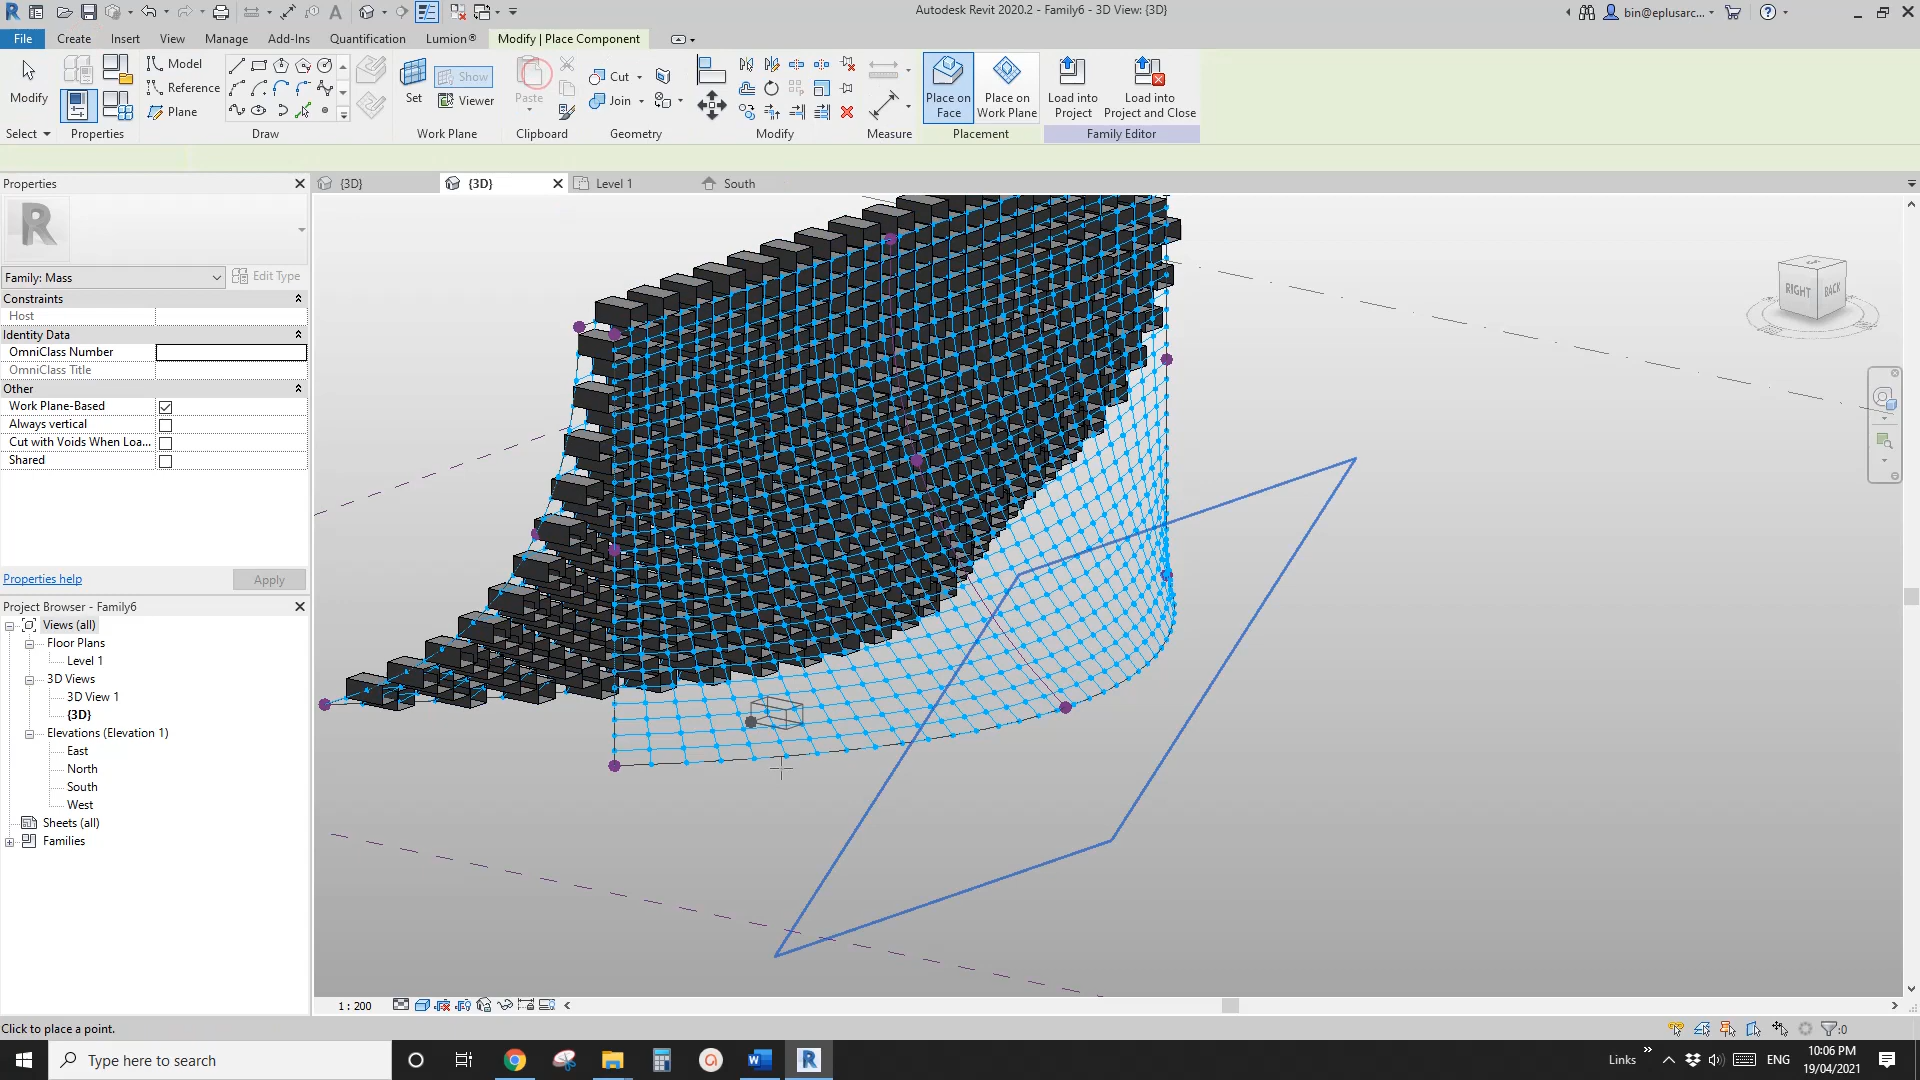 Autodesk Revit 2020.2 - Family6 - 3D View: {3D}
bin@eplusarc...
File
Create
Insert
View
Manage
Add-Ins
Quantification
Lumion®
Modify | Place Component
Modify
Select
Properties
Model
Reference
Plane
Draw
Set
Show
Viewer
Work Plane
Paste
Clipboard
Cut
Join
Geometry
Modify
Measure
Place on Face
Place on Work Plane
Placement
Load into Project
Load into Project and Close
Family Editor
Properties
{3D}
{3D}
Level 1
South
R
Family: Mass
Edit Type
Constraints
Host
Identity Data
OmniClass Number
OmniClass Title
Other
Work Plane-Based
Always vertical
Cut with Voids When Loa...
Shared
Properties help
Apply
RIGHT
BACK
Project Browser - Family6
Views (all)
Floor Plans
Level 1
3D Views
3D View 1
{3D}
Elevations (Elevation 1)
East
North
South
West
Sheets (all)
Families
1 : 200
Click to place a point.
:0
Type here to search
Links
ENG
10:06 PM
19/04/2021